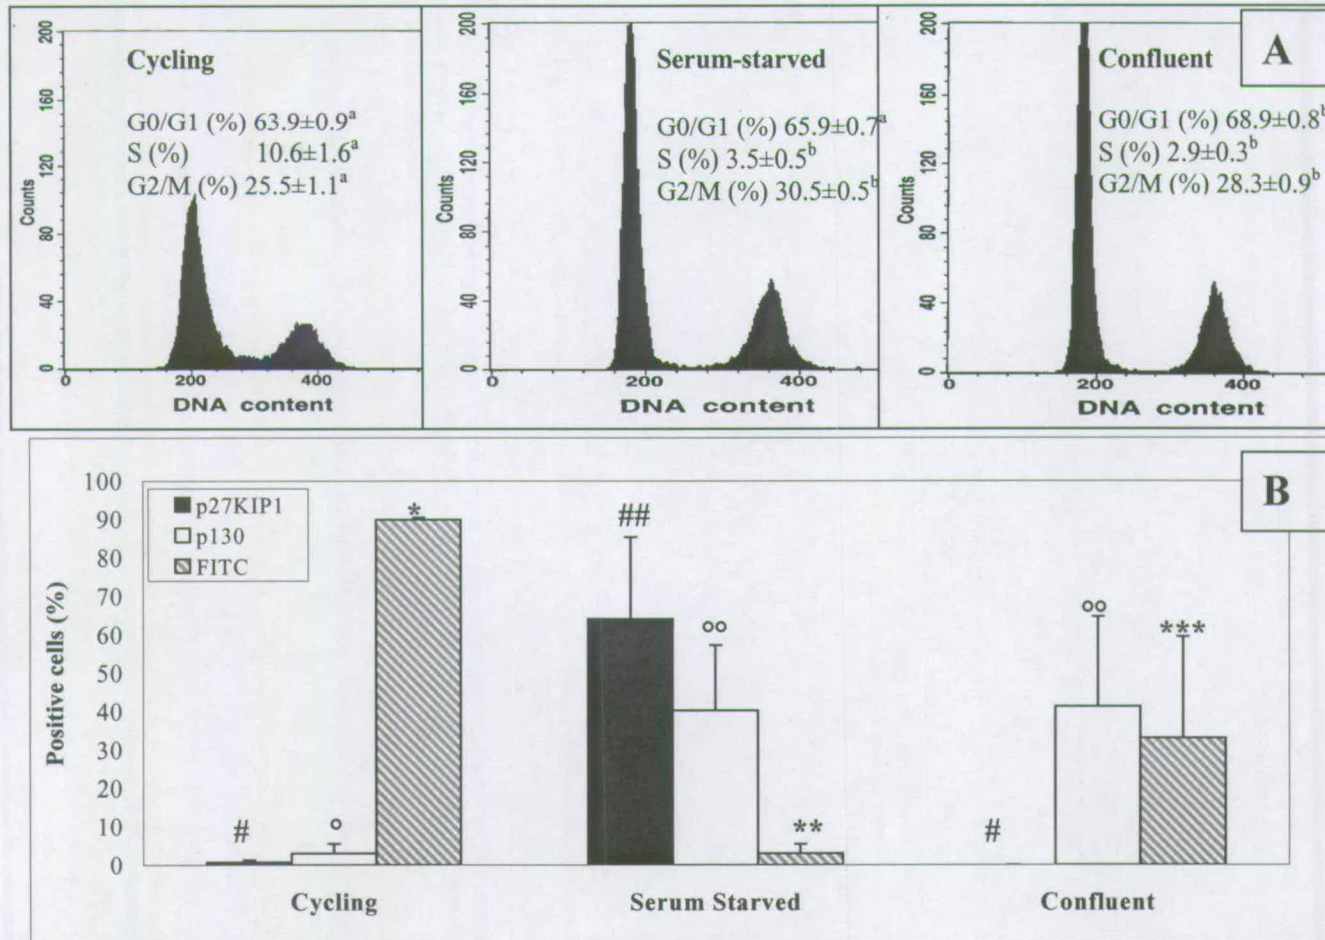 A
Cycling
G0/G1 (%) 63.9±0.9ᵃ
S (%) 10.6±1.6ᵃ
G2/M (%) 25.5±1.1ᵃ
Counts
200
160
120
80
40
0
0 200 400
DNA content
Serum-starved
G0/G1 (%) 65.9±0.7ᵃ
S (%) 3.5±0.5ᵇ
G2/M (%) 30.5±0.5ᵇ
Counts
200
160
120
80
40
0
0 200 400
DNA content
Confluent
G0/G1 (%) 68.9±0.8ᵇ
S (%) 2.9±0.3ᵇ
G2/M (%) 28.3±0.9ᵇ
Counts
200
160
120
80
40
0
0 200 400
DNA content
B
p27KIP1
p130
FITC
Positive cells (%)
100
90
80
70
60
50
40
30
20
10
0
# ° *
## °° **
# °° ***
Cycling Serum Starved Confluent